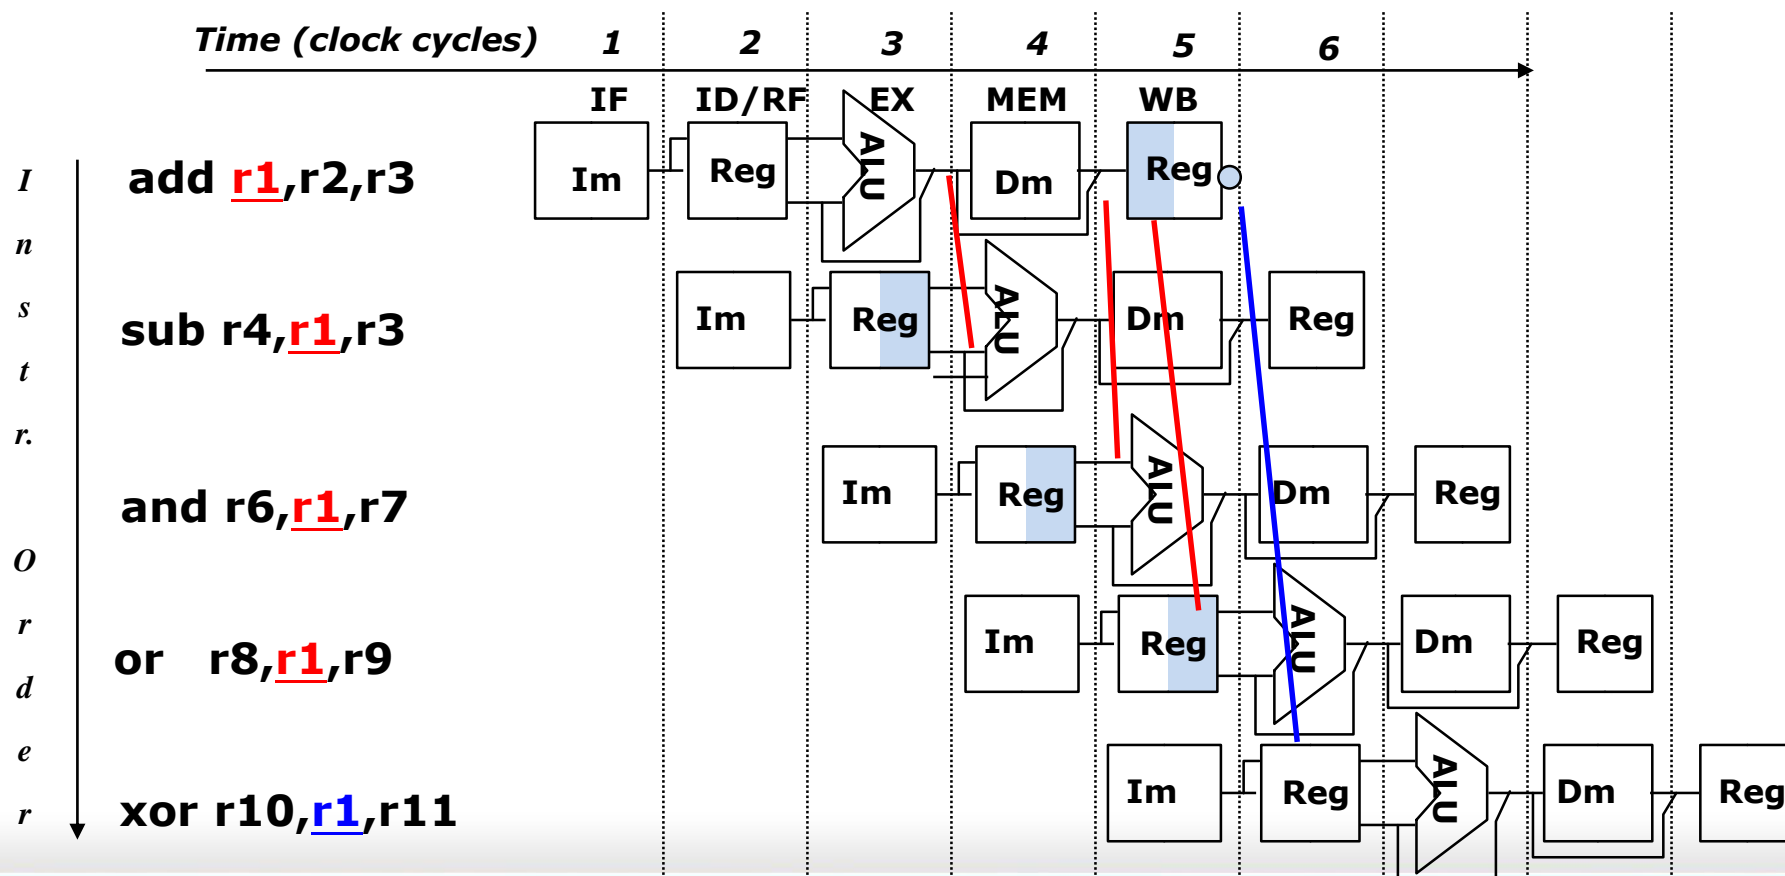 Time (clock cycles) 1 2 3 4 5 6
IF ID/RF EX MEM WB
Instr. Order
add r1,r2,r3
Im Reg ALU Dm Reg
sub r4,r1,r3
Im Reg ALU Dm Reg
and r6,r1,r7
Im Reg ALU Dm Reg
or r8,r1,r9
Im Reg ALU Dm Reg
xor r10,r1,r11
Im Reg ALU Dm Reg